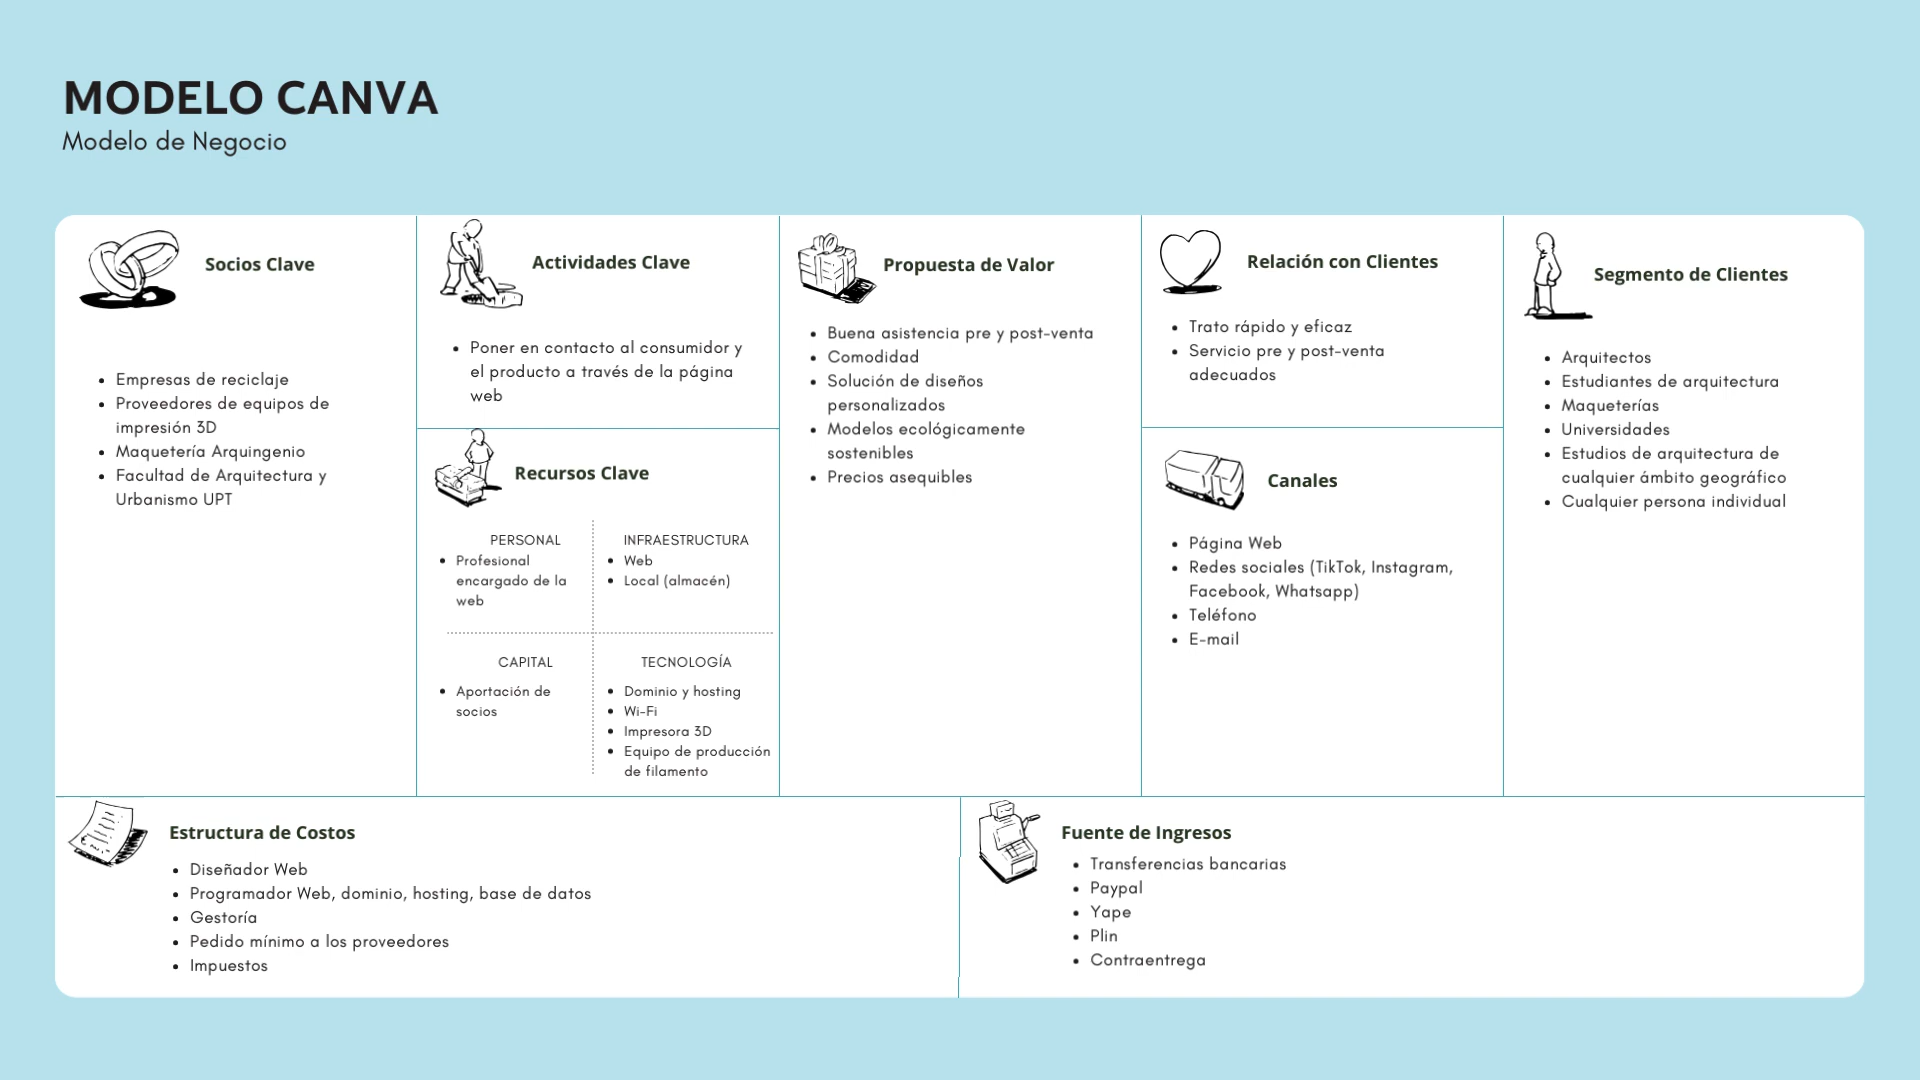 MODELO CANVA
Modelo de Negocio
Socios Clave
• Empresas de reciclaje
• Proveedores de equipos de
impresión 3D
• Maquetería Arquingenio
• Facultad de Arquitectura y
Urbanismo UPT
Actividades Clave
• Poner en contacto al consumidor y
el producto a través de la página
web
Recursos Clave
PERSONAL
• Profesional
encargado de la
web
INFRAESTRUCTURA
• Web
• Local (almacén)
CAPITAL
• Aportación de
socios
TECNOLOGÍA
• Dominio y hosting
• Wi-Fi
• Impresora 3D
• Equipo de producción
de filamento
Propuesta de Valor
• Buena asistencia pre y post-venta
• Comodidad
• Solución de diseños
personalizados
• Modelos ecológicamente
sostenibles
• Precios asequibles
Relación con Clientes
• Trato rápido y eficaz
• Servicio pre y post-venta
adecuados
Canales
• Página Web
• Redes sociales (TikTok, Instagram,
Facebook, Whatsapp)
• Teléfono
• E-mail
Segmento de Clientes
• Arquitectos
• Estudiantes de arquitectura
• Maqueterías
• Universidades
• Estudios de arquitectura de
cualquier ámbito geográfico
• Cualquier persona individual
Estructura de Costos
• Diseñador Web
• Programador Web, dominio, hosting, base de datos
• Gestoría
• Pedido mínimo a los proveedores
• Impuestos
Fuente de Ingresos
• Transferencias bancarias
• Paypal
• Yape
• Plin
• Contraentrega